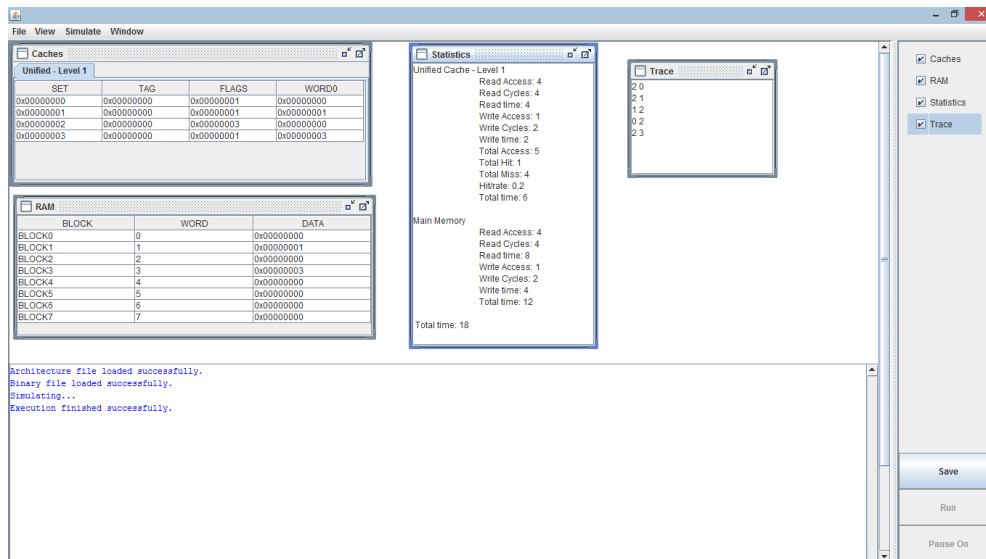 File View Simulate Window
Caches
Unified - Level 1
SET TAG FLAGS WORD0
0x00000000 0x00000000 0x00000001 0x00000000
0x00000001 0x00000000 0x00000001 0x00000001
0x00000002 0x00000000 0x00000003 0x00000000
0x00000003 0x00000000 0x00000001 0x00000003
RAM
BLOCK WORD DATA
BLOCK0 0 0x00000000
BLOCK1 1 0x00000001
BLOCK2 2 0x00000000
BLOCK3 3 0x00000003
BLOCK4 4 0x00000000
BLOCK5 5 0x00000000
BLOCK6 6 0x00000000
BLOCK7 7 0x00000000
Statistics
Unified Cache - Level 1
Read Access: 4
Read Cycles: 4
Read time: 4
Write Access: 1
Write Cycles: 2
Write time: 2
Total Access: 5
Total Hit: 1
Total Miss: 4
Hit/rate: 0.2
Total time: 6
Main Memory
Read Access: 4
Read Cycles: 4
Read time: 8
Write Access: 1
Write Cycles: 2
Write time: 4
Total time: 12
Total time: 18
Trace
2 0
2 1
1 2
0 2
2 3
Caches
RAM
Statistics
Trace
Architecture file loaded successfully.
Binary file loaded successfully.
Simulating...
Execution finished successfully.
Save
Run
Pause On